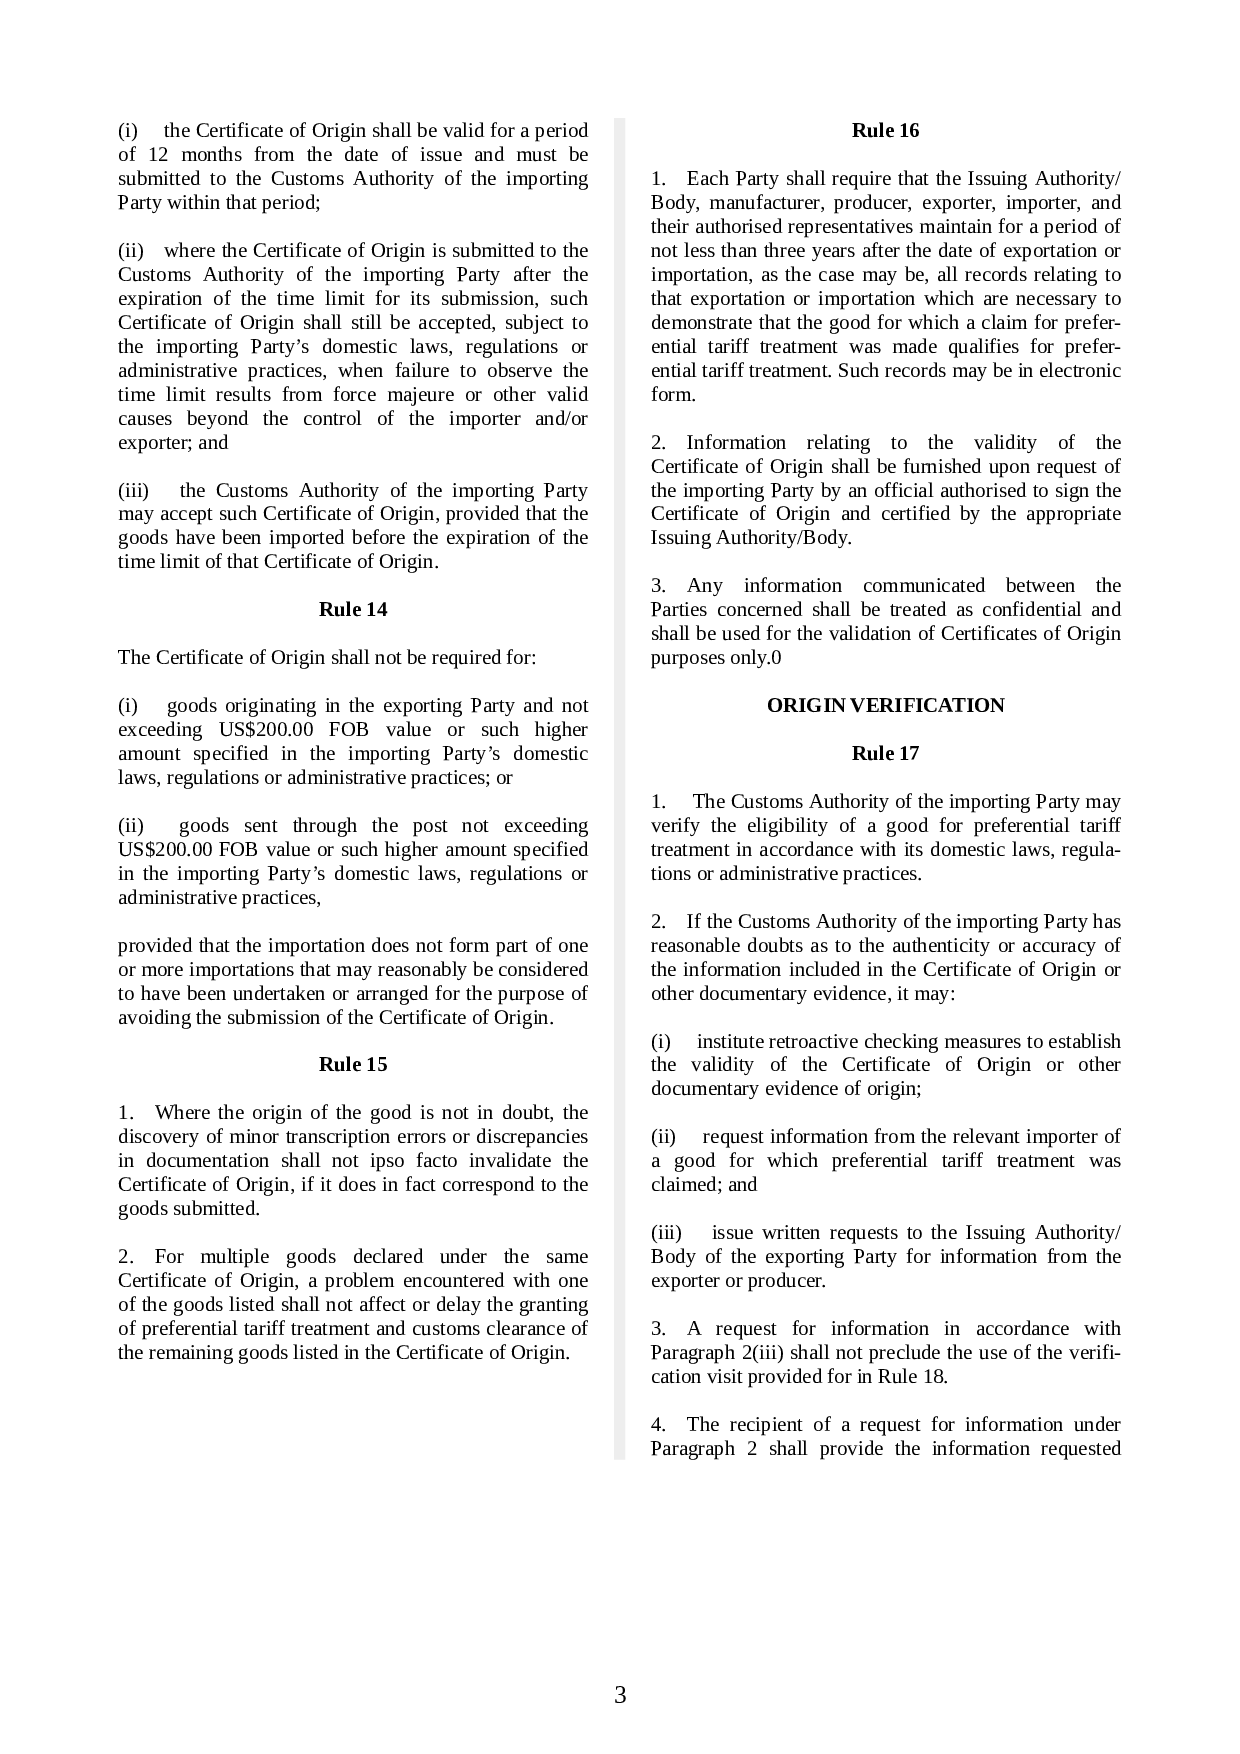 (i) the Certificate of Origin shall be valid for a period
of 12 months from the date of issue and must be
submitted to the Customs Authority of the importing
Party within that period;
(ii) where the Certificate of Origin is submitted to the
Customs Authority of the importing Party after the
expiration of the time limit for its submission, such
Certificate of Origin shall still be accepted, subject to
the importing Party’s domestic laws, regulations or
administrative practices, when failure to observe the
time limit results from force majeure or other valid
causes beyond the control of the importer and/or
exporter; and
(iii) the Customs Authority of the importing Party
may accept such Certificate of Origin, provided that the
goods have been imported before the expiration of the
time limit of that Certificate of Origin.
Rule 14
The Certificate of Origin shall not be required for:
(i) goods originating in the exporting Party and not
exceeding US$200.00 FOB value or such higher
amount specified in the importing Party’s domestic
laws, regulations or administrative practices; or
(ii) goods sent through the post not exceeding
US$200.00 FOB value or such higher amount specified
in the importing Party’s domestic laws, regulations or
administrative practices,
provided that the importation does not form part of one
or more importations that may reasonably be considered
to have been undertaken or arranged for the purpose of
avoiding the submission of the Certificate of Origin.
Rule 15
1. Where the origin of the good is not in doubt, the
discovery of minor transcription errors or discrepancies
in documentation shall not ipso facto invalidate the
Certificate of Origin, if it does in fact correspond to the
goods submitted.
2. For multiple goods declared under the same
Certificate of Origin, a problem encountered with one
of the goods listed shall not affect or delay the granting
of preferential tariff treatment and customs clearance of
the remaining goods listed in the Certificate of Origin.
Rule 16
1. Each Party shall require that the Issuing Authority/
Body, manufacturer, producer, exporter, importer, and
their authorised representatives maintain for a period of
not less than three years after the date of exportation or
importation, as the case may be, all records relating to
that exportation or importation which are necessary to
demonstrate that the good for which a claim for prefer-
ential tariff treatment was made qualifies for prefer-
ential tariff treatment. Such records may be in electronic
form.
2. Information relating to the validity of the
Certificate of Origin shall be furnished upon request of
the importing Party by an official authorised to sign the
Certificate of Origin and certified by the appropriate
Issuing Authority/Body.
3. Any information communicated between the
Parties concerned shall be treated as confidential and
shall be used for the validation of Certificates of Origin
purposes only.0
ORIGIN VERIFICATION
Rule 17
1. The Customs Authority of the importing Party may
verify the eligibility of a good for preferential tariff
treatment in accordance with its domestic laws, regula-
tions or administrative practices.
2. If the Customs Authority of the importing Party has
reasonable doubts as to the authenticity or accuracy of
the information included in the Certificate of Origin or
other documentary evidence, it may:
(i) institute retroactive checking measures to establish
the validity of the Certificate of Origin or other
documentary evidence of origin;
(ii) request information from the relevant importer of
a good for which preferential tariff treatment was
claimed; and
(iii) issue written requests to the Issuing Authority/
Body of the exporting Party for information from the
exporter or producer.
3. A request for information in accordance with
Paragraph 2(iii) shall not preclude the use of the verifi-
cation visit provided for in Rule 18.
4. The recipient of a request for information under
Paragraph 2 shall provide the information requested
3